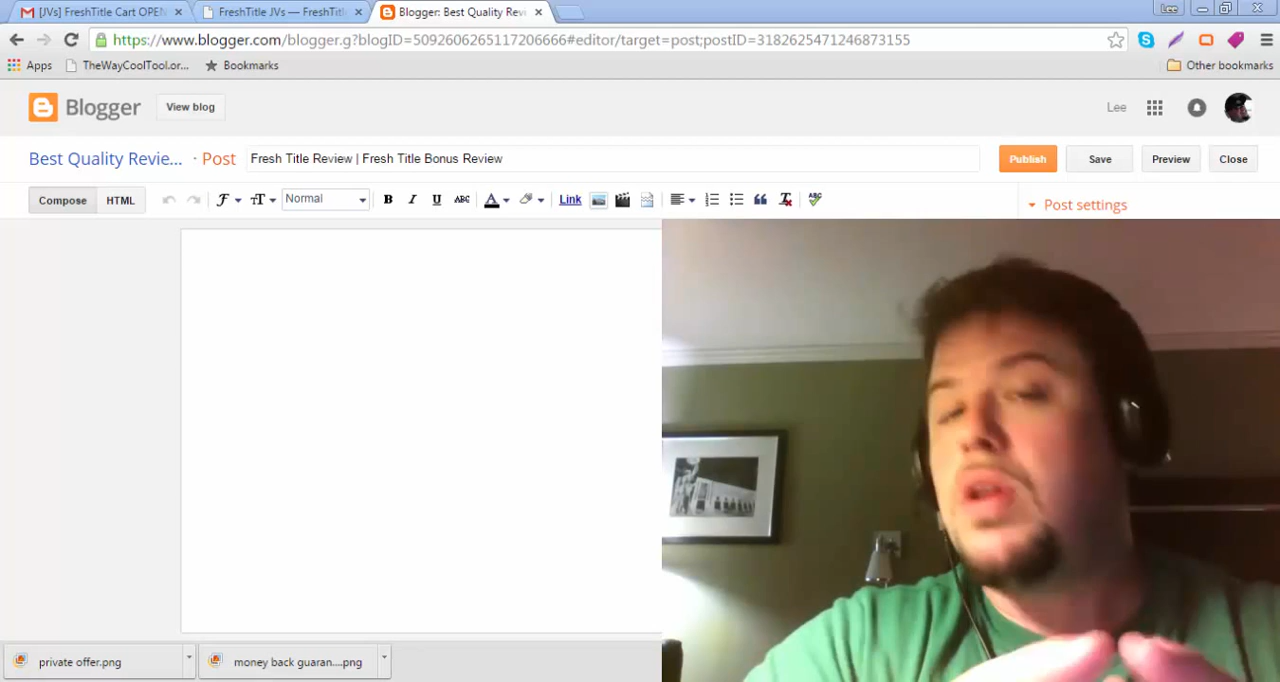 [JVs] FreshTitle Cart OPEN
FreshTitle JVs — FreshTitl
Blogger: Best Quality Revi
Lee
https://www.blogger.com/blogger.g?blogID=5092606265117206666#editor/target=post;postID=3182625471246873155
Apps
TheWayCoolTool.or...
Bookmarks
Other bookmarks
Blogger
View blog
Lee
Best Quality Revie... · Post
Fresh Title Review | Fresh Title Bonus Review
Publish
Save
Preview
Close
Compose
HTML
Normal
B
I
U
ABC
A
Link
Post settings
private offer.png
money back guaran....png